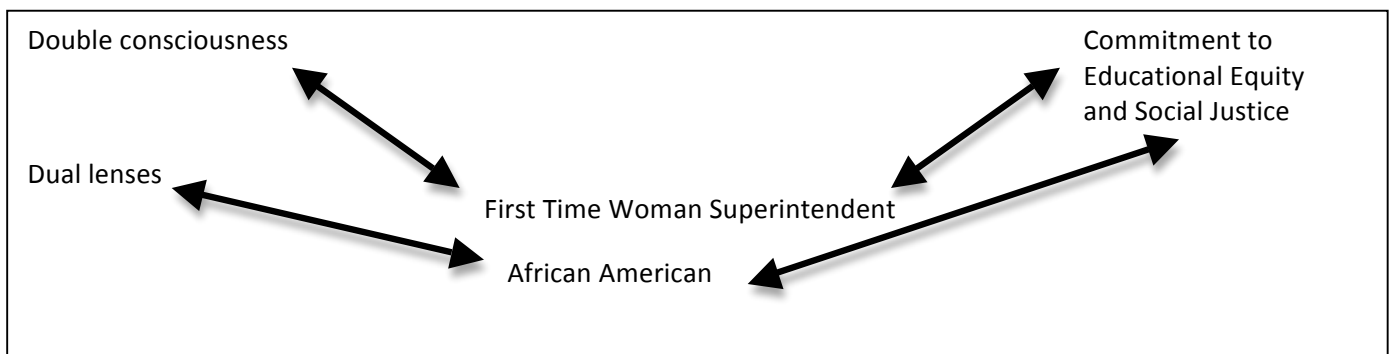 Double consciousness
Commitment to
Educational Equity
and Social Justice
Dual lenses
First Time Woman Superintendent
African American